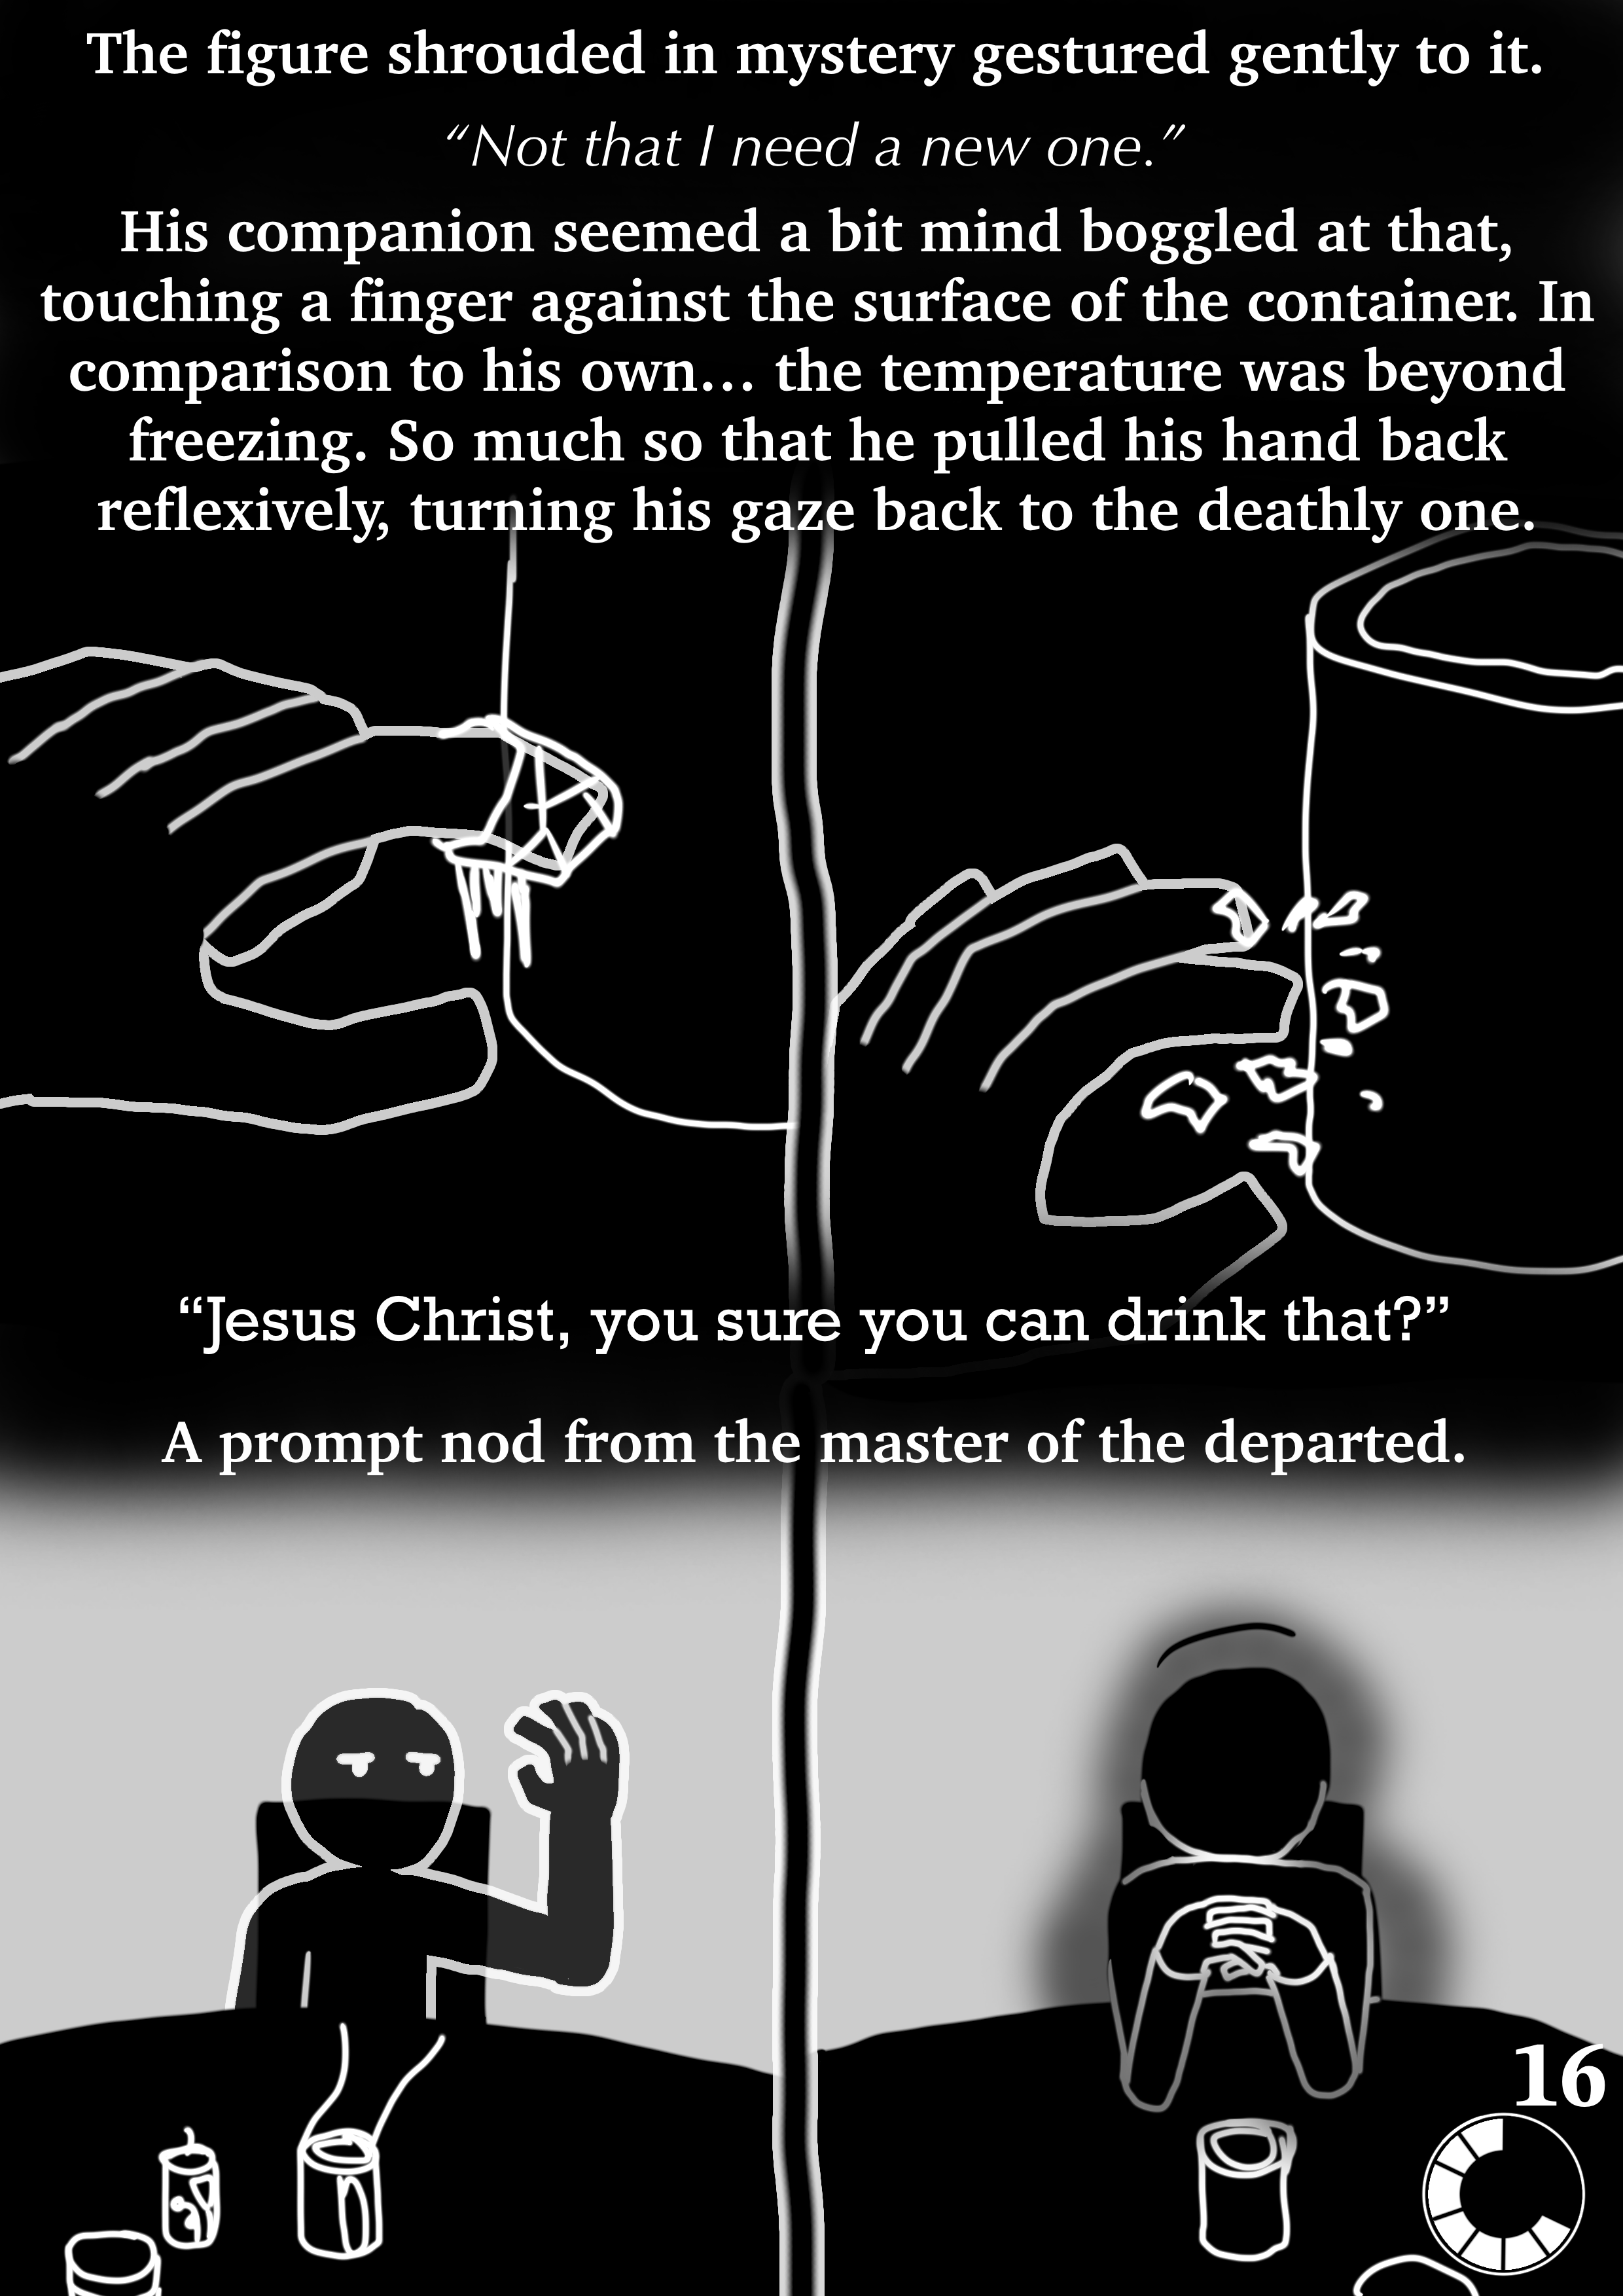 The figure shrouded in mystery gestured gently to it.
“Not that I need a new one.”
His companion seemed a bit mind boggled at that,
touching a finger against the surface of the container. In
comparison to his own… the temperature was beyond
freezing. So much so that he pulled his hand back
reflexively, turning his gaze back to the deathly one.
“Jesus Christ, you sure you can drink that?”
A prompt nod from the master of the departed.
16